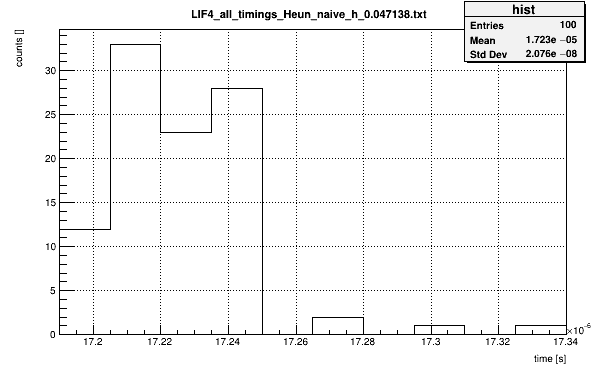 LIF4_all_timings_Heun_naive_h_0.047138.txt
hist
Entries 100
Mean 1.723e −05
Std Dev 2.076e −08
counts []
30
25
20
15
10
5
0
17.2 17.22 17.24 17.26 17.28 17.3 17.32 17.34
×10⁻⁶
time [s]